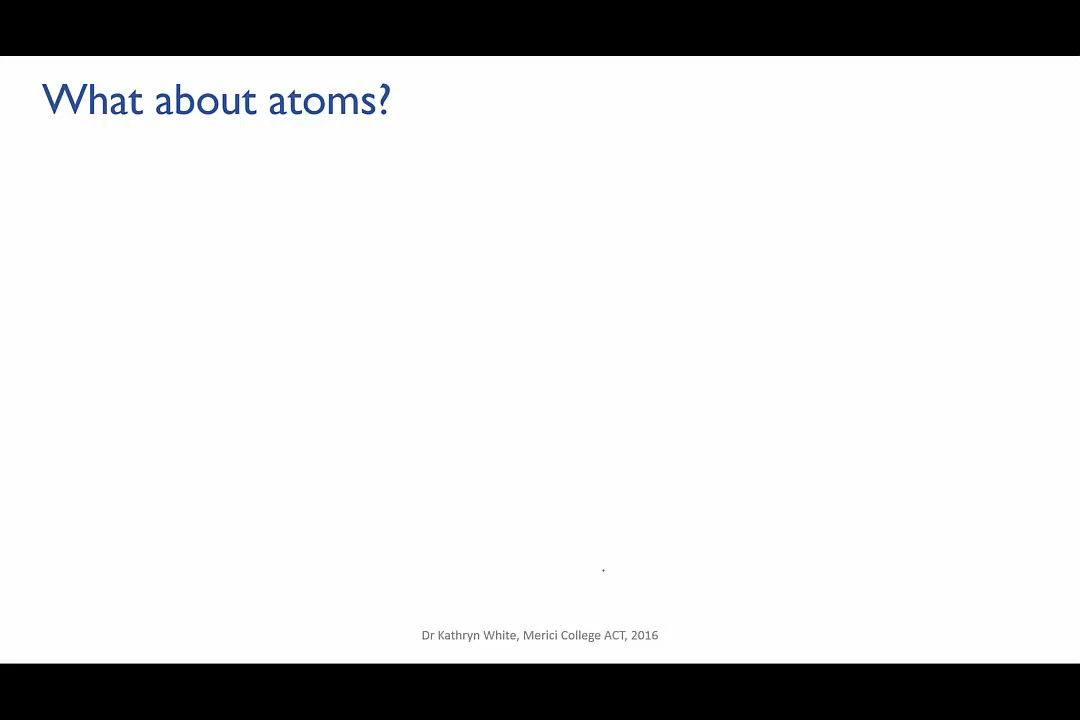 What about atoms?
Dr Kathryn White, Merici College ACT, 2016